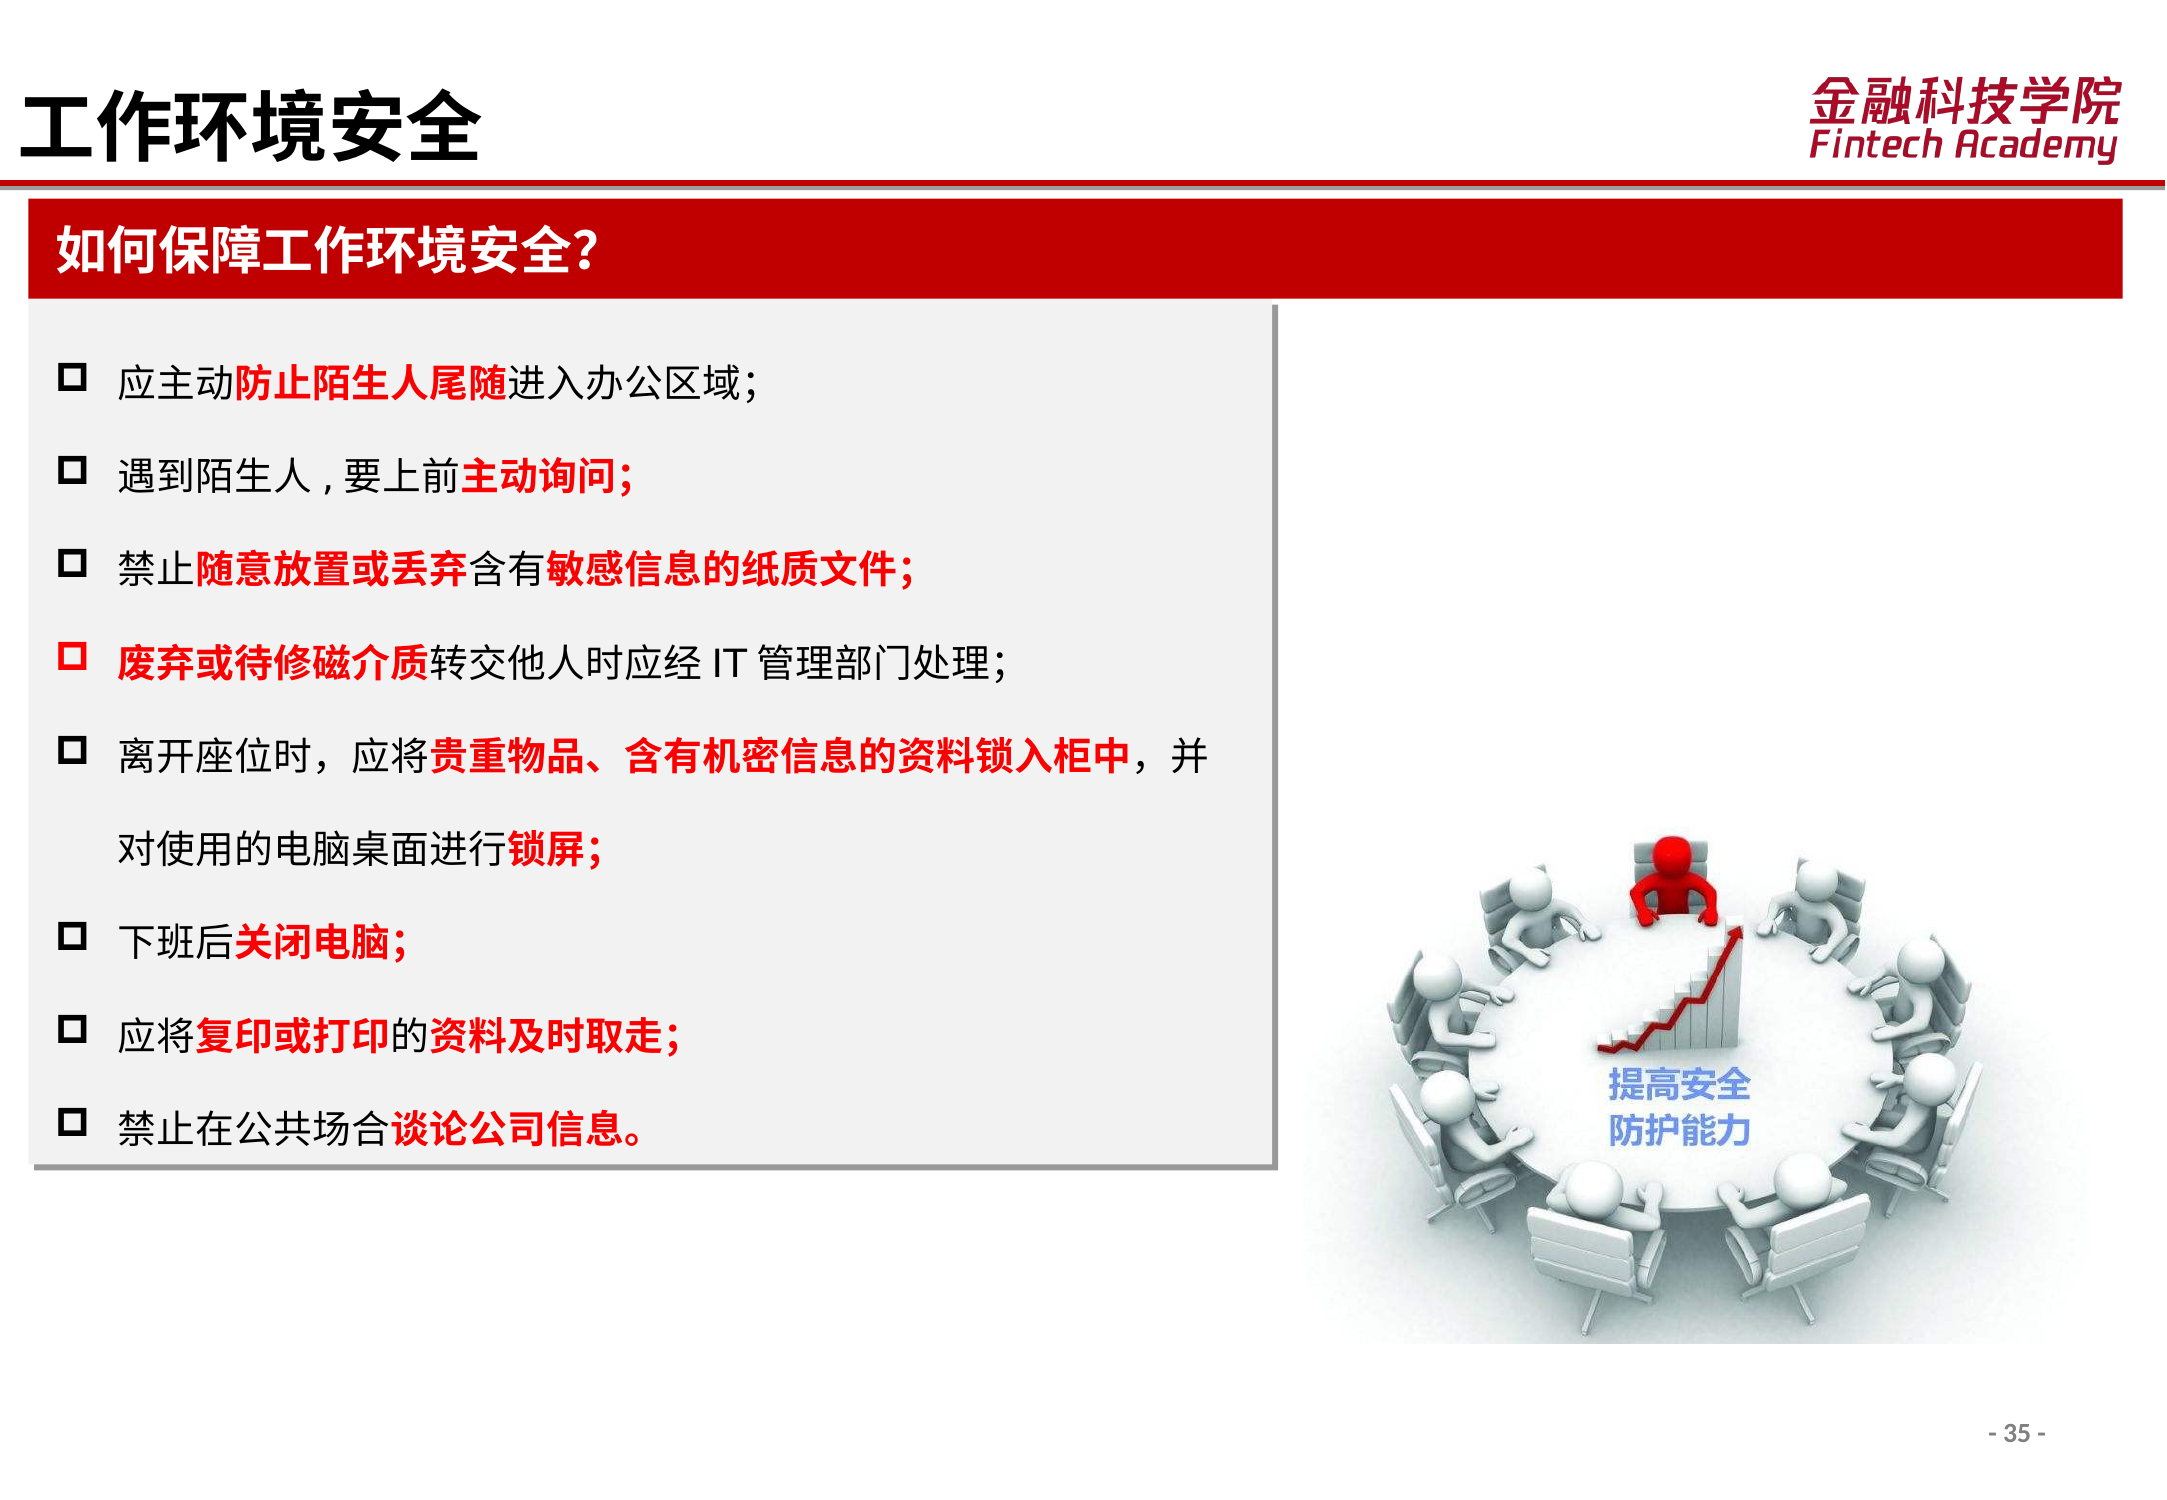 工作环境安全
金融科技学院
Fintech Academy
如何保障工作环境安全？
应主动防止陌生人尾随进入办公区域；
遇到陌生人,要上前主动询问；
禁止随意放置或丢弃含有敏感信息的纸质文件；
废弃或待修磁介质转交他人时应经 IT 管理部门处理；
离开座位时，应将贵重物品、含有机密信息的资料锁入柜中，并
对使用的电脑桌面进行锁屏；
下班后关闭电脑；
应将复印或打印的资料及时取走；
禁止在公共场合谈论公司信息。
提高安全
防护能力
- 35 -